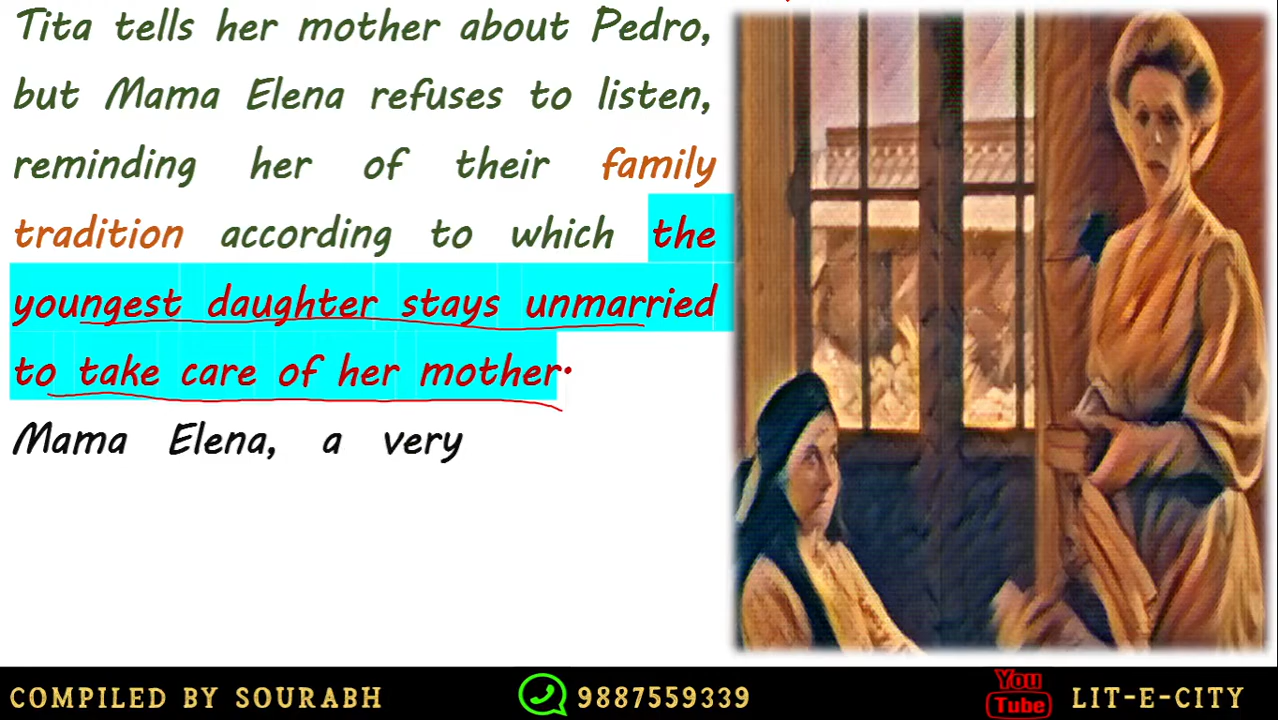 Tita tells her mother about Pedro,
but Mama Elena refuses to listen,
reminding her of their family
tradition according to which the
youngest daughter stays unmarried
to take care of her mother.
Mama Elena, a very
COMPILED BY SOURABH
9887559339
You
Tube
LIT-E-CITY